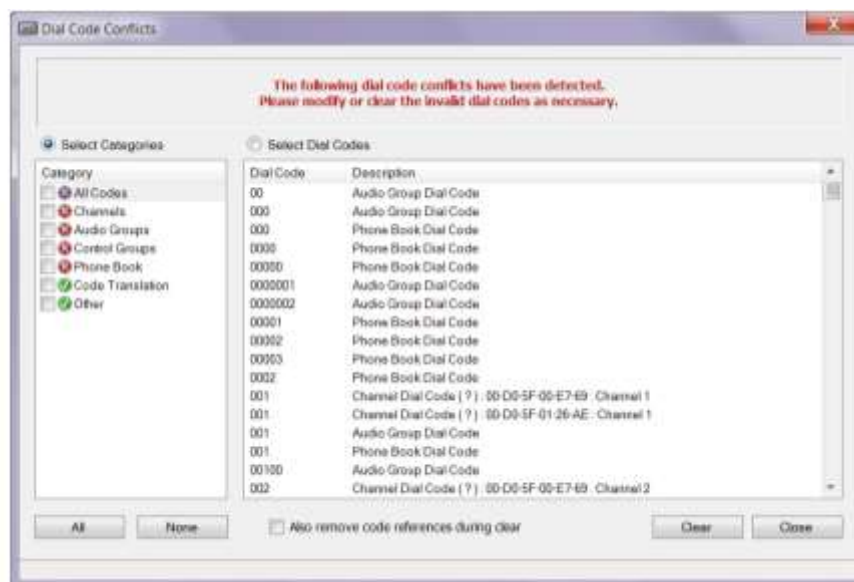 Dial Code Conflicts
The following dial code conflicts have been detected.
Please modify or clear the invalid dial codes as necessary.
Select Categories
Select Dial Codes
Category
All Codes
Channels
Audio Groups
Control Groups
Phone Book
Code Translation
Other
Dial Code Description
00 Audio Group Dial Code
000 Audio Group Dial Code
000 Phone Book Dial Code
0000 Phone Book Dial Code
00000 Phone Book Dial Code
0000001 Audio Group Dial Code
0000002 Audio Group Dial Code
00001 Phone Book Dial Code
00002 Phone Book Dial Code
00003 Phone Book Dial Code
0002 Phone Book Dial Code
001 Channel Dial Code ( ? ) : 00-D0-5F-00-E7-69 : Channel 1
001 Channel Dial Code ( ? ) : 00-D0-5F-01-26-AE : Channel 1
001 Audio Group Dial Code
001 Phone Book Dial Code
00100 Audio Group Dial Code
002 Channel Dial Code ( ? ) : 00-D0-5F-00-E7-69 : Channel 2
All None Also remove code references during clear Clear Close